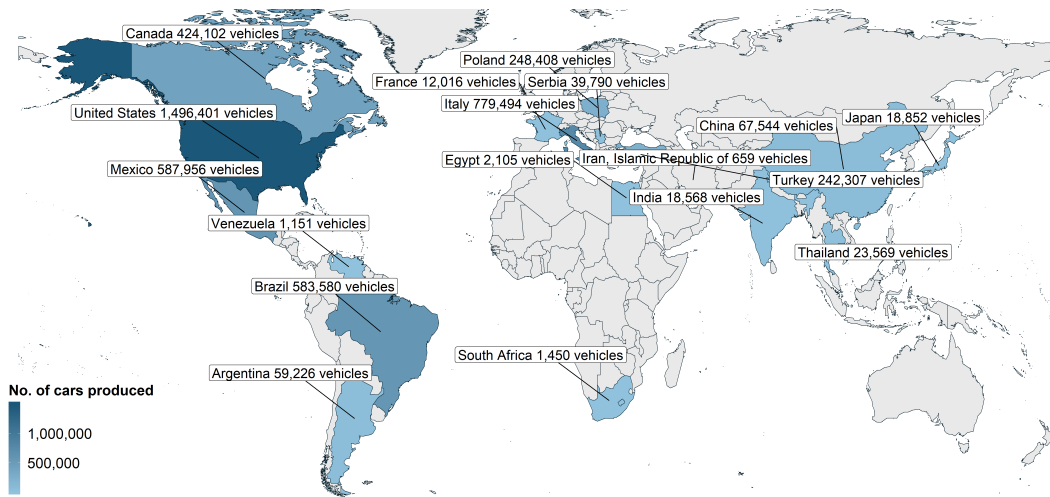 Canada 424,102 vehicles
Poland 248,408 vehicles
France 12,016 vehicles
Serbia 39,790 vehicles
Italy 779,494 vehicles
United States 1,496,401 vehicles
Japan 18,852 vehicles
China 67,544 vehicles
Egypt 2,105 vehicles
Iran, Islamic Republic of 659 vehicles
Mexico 587,956 vehicles
Turkey 242,307 vehicles
India 18,568 vehicles
Venezuela 1,151 vehicles
Thailand 23,569 vehicles
Brazil 583,580 vehicles
South Africa 1,450 vehicles
Argentina 59,226 vehicles
No. of cars produced
1,000,000
500,000